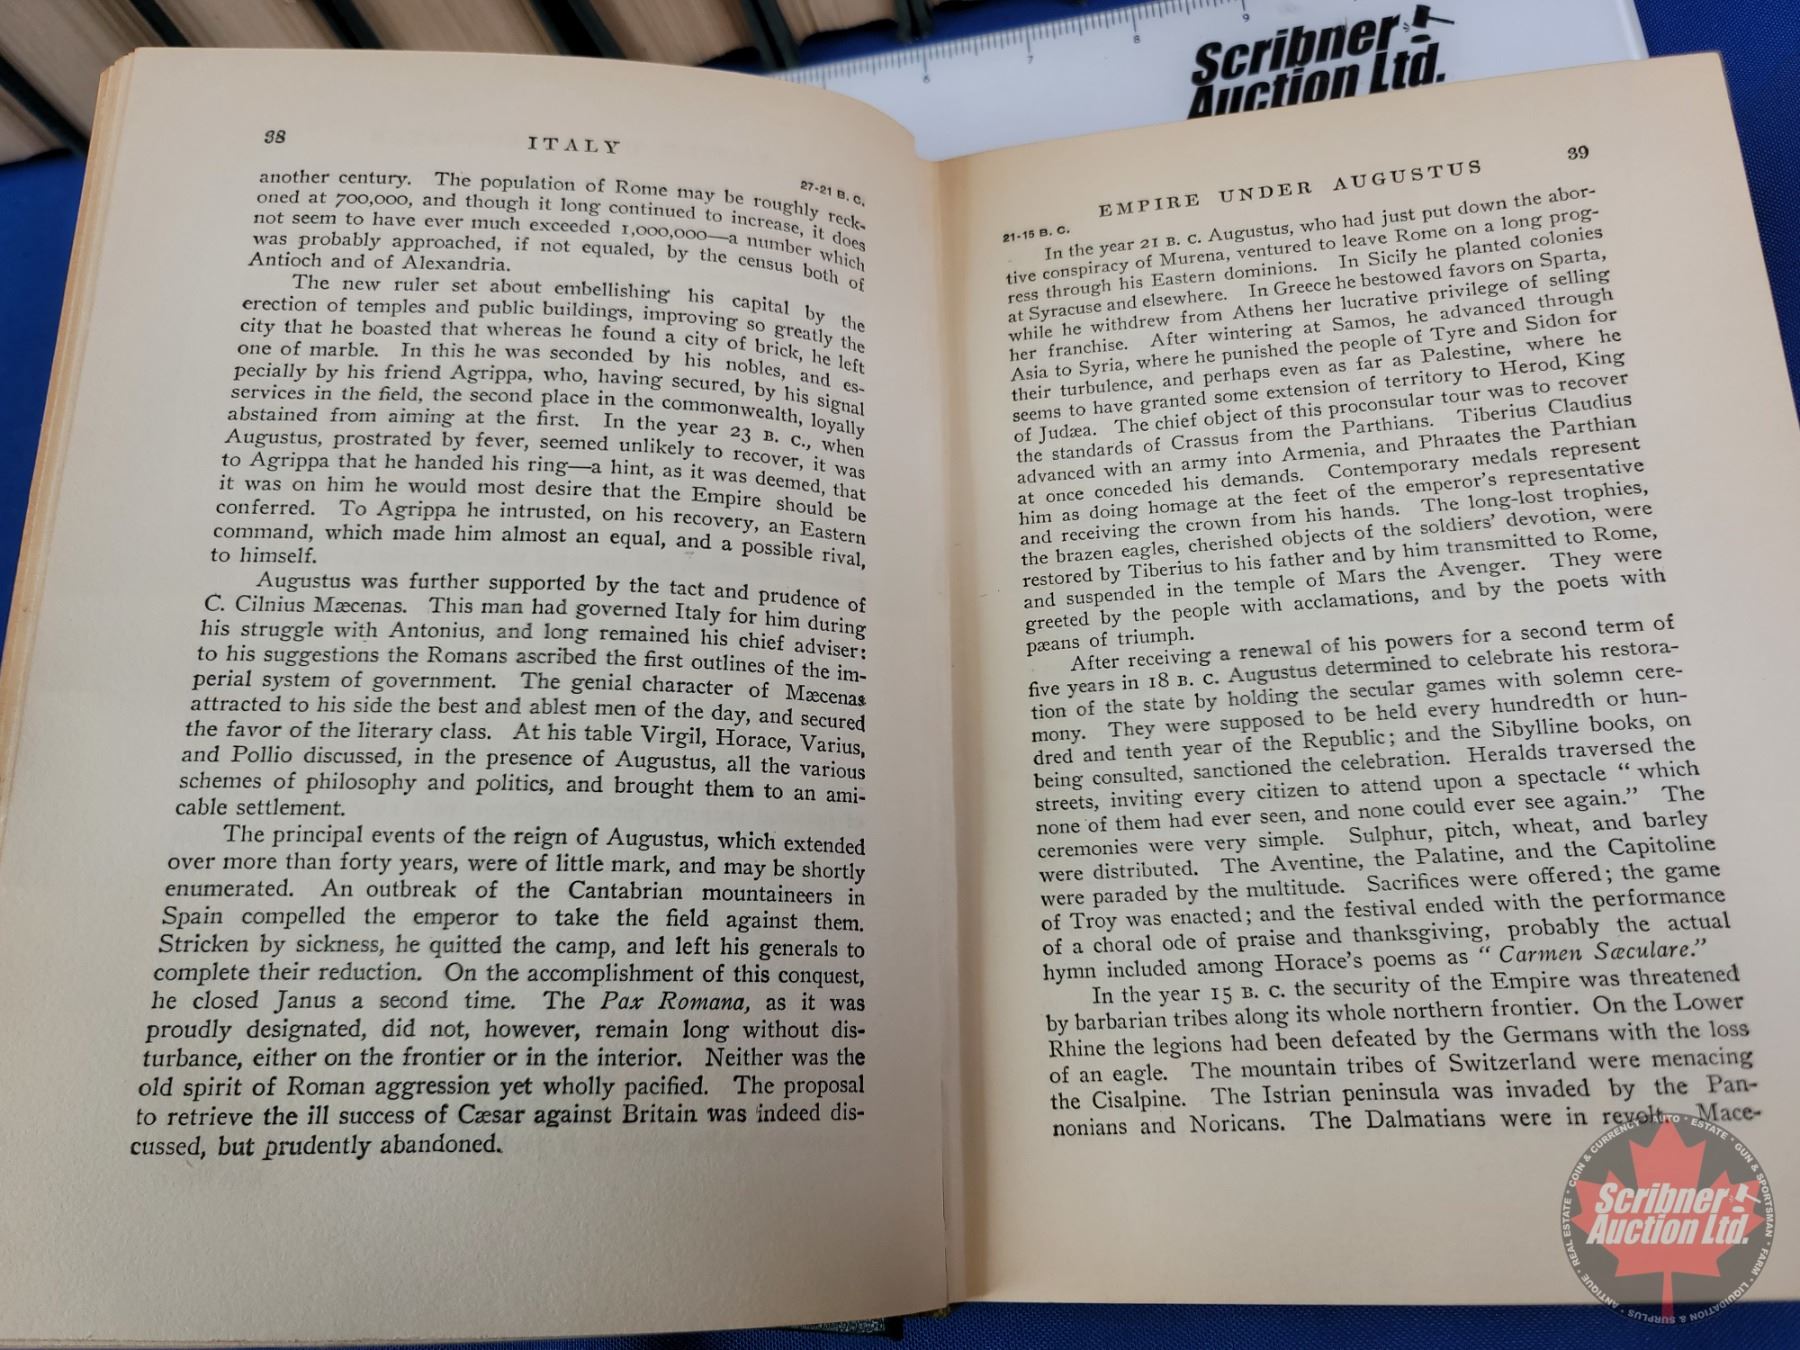 Scribner
Auction Ltd.
6
7
8
9
38
ITALY
27-21 B. C.
another century. The population of Rome may be roughly reck-
oned at 700,000, and though it long continued to increase, it does
not seem to have ever much exceeded 1,000,000—a number which
was probably approached, if not equaled, by the census both of
Antioch and of Alexandria.
The new ruler set about embellishing his capital by the
erection of temples and public buildings, improving so greatly the
city that he boasted that whereas he found a city of brick, he left
one of marble. In this he was seconded by his nobles, and es-
pecially by his friend Agrippa, who, having secured, by his signal
services in the field, the second place in the commonwealth, loyally
abstained from aiming at the first. In the year 23 B. C., when
Augustus, prostrated by fever, seemed unlikely to recover, it was
to Agrippa that he handed his ring—a hint, as it was deemed, that
it was on him he would most desire that the Empire should be
conferred. To Agrippa he intrusted, on his recovery, an Eastern
command, which made him almost an equal, and a possible rival,
to himself.
Augustus was further supported by the tact and prudence of
C. Cilnius Mæcenas. This man had governed Italy for him during
his struggle with Antonius, and long remained his chief adviser:
to his suggestions the Romans ascribed the first outlines of the im-
perial system of government. The genial character of Mæcenas
attracted to his side the best and ablest men of the day, and secured
the favor of the literary class. At his table Virgil, Horace, Varius,
and Pollio discussed, in the presence of Augustus, all the various
schemes of philosophy and politics, and brought them to an ami-
cable settlement.
The principal events of the reign of Augustus, which extended
over more than forty years, were of little mark, and may be shortly
enumerated. An outbreak of the Cantabrian mountaineers in
Spain compelled the emperor to take the field against them.
Stricken by sickness, he quitted the camp, and left his generals to
complete their reduction. On the accomplishment of this conquest,
he closed Janus a second time. The Pax Romana, as it was
proudly designated, did not, however, remain long without dis-
turbance, either on the frontier or in the interior. Neither was the
old spirit of Roman aggression yet wholly pacified. The proposal
to retrieve the ill success of Cæsar against Britain was indeed dis-
cussed, but prudently abandoned.
EMPIRE UNDER AUGUSTUS
39
21-15 B. C.
In the year 21 B. C. Augustus, who had just put down the abor-
tive conspiracy of Murena, ventured to leave Rome on a long prog-
ress through his Eastern dominions. In Sicily he planted colonies
at Syracuse and elsewhere. In Greece he bestowed favors on Sparta,
while he withdrew from Athens her lucrative privilege of selling
her franchise. After wintering at Samos, he advanced through
Asia to Syria, where he punished the people of Tyre and Sidon for
their turbulence, and perhaps even as far as Palestine, where he
seems to have granted some extension of territory to Herod, King
of Judæa. The chief object of this proconsular tour was to recover
the standards of Crassus from the Parthians. Tiberius Claudius
advanced with an army into Armenia, and Phraates the Parthian
at once conceded his demands. Contemporary medals represent
him as doing homage at the feet of the emperor's representative
and receiving the crown from his hands. The long-lost trophies,
the brazen eagles, cherished objects of the soldiers' devotion, were
restored by Tiberius to his father and by him transmitted to Rome,
and suspended in the temple of Mars the Avenger. They were
greeted by the people with acclamations, and by the poets with
pæans of triumph.
After receiving a renewal of his powers for a second term of
five years in 18 B. C. Augustus determined to celebrate his restora-
tion of the state by holding the secular games with solemn cere-
mony. They were supposed to be held every hundredth or hun-
dred and tenth year of the Republic; and the Sibylline books, on
being consulted, sanctioned the celebration. Heralds traversed the
streets, inviting every citizen to attend upon a spectacle "which
none of them had ever seen, and none could ever see again." The
ceremonies were very simple. Sulphur, pitch, wheat, and barley
were distributed. The Aventine, the Palatine, and the Capitoline
were paraded by the multitude. Sacrifices were offered; the game
of Troy was enacted; and the festival ended with the performance
of a choral ode of praise and thanksgiving, probably the actual
hymn included among Horace's poems as "Carmen Sæculare."
In the year 15 B. C. the security of the Empire was threatened
by barbarian tribes along its whole northern frontier. On the Lower
Rhine the legions had been defeated by the Germans with the loss
of an eagle. The mountain tribes of Switzerland were menacing
the Cisalpine. The Istrian peninsula was invaded by the Pan-
nonians and Noricans. The Dalmatians were in revolt. Mace-
Scribner
Auction Ltd.
ANTIQUE • REAL ESTATE • COIN & CURRENCY • AUTO • ESTATE • GUN & SPORTSMAN • FARM • LIQUIDATION & SURPLUS